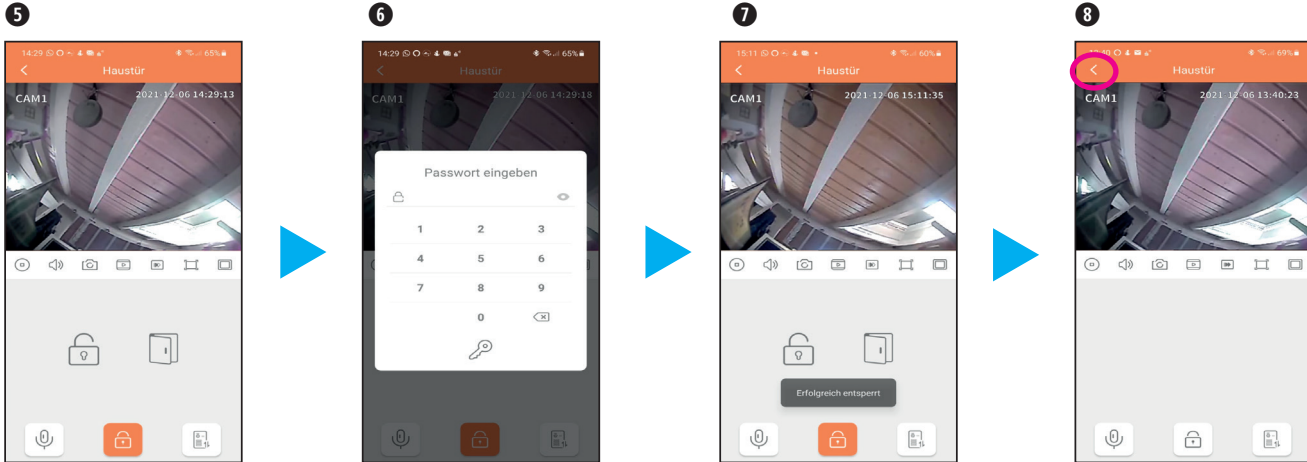 5
14:29 65%
Haustür
CAM1 2021-12-06 14:29:13
6
14:29 65%
Haustür
CAM1 2021-12-06 14:29:18
Passwort eingeben
1 2 3
4 5 6
7 8 9
0
7
15:11 60%
Haustür
CAM1 2021-12-06 15:11:35
Erfolgreich entsperrt
8
13:40 69%
Haustür
CAM1 2021-12-06 13:40:23